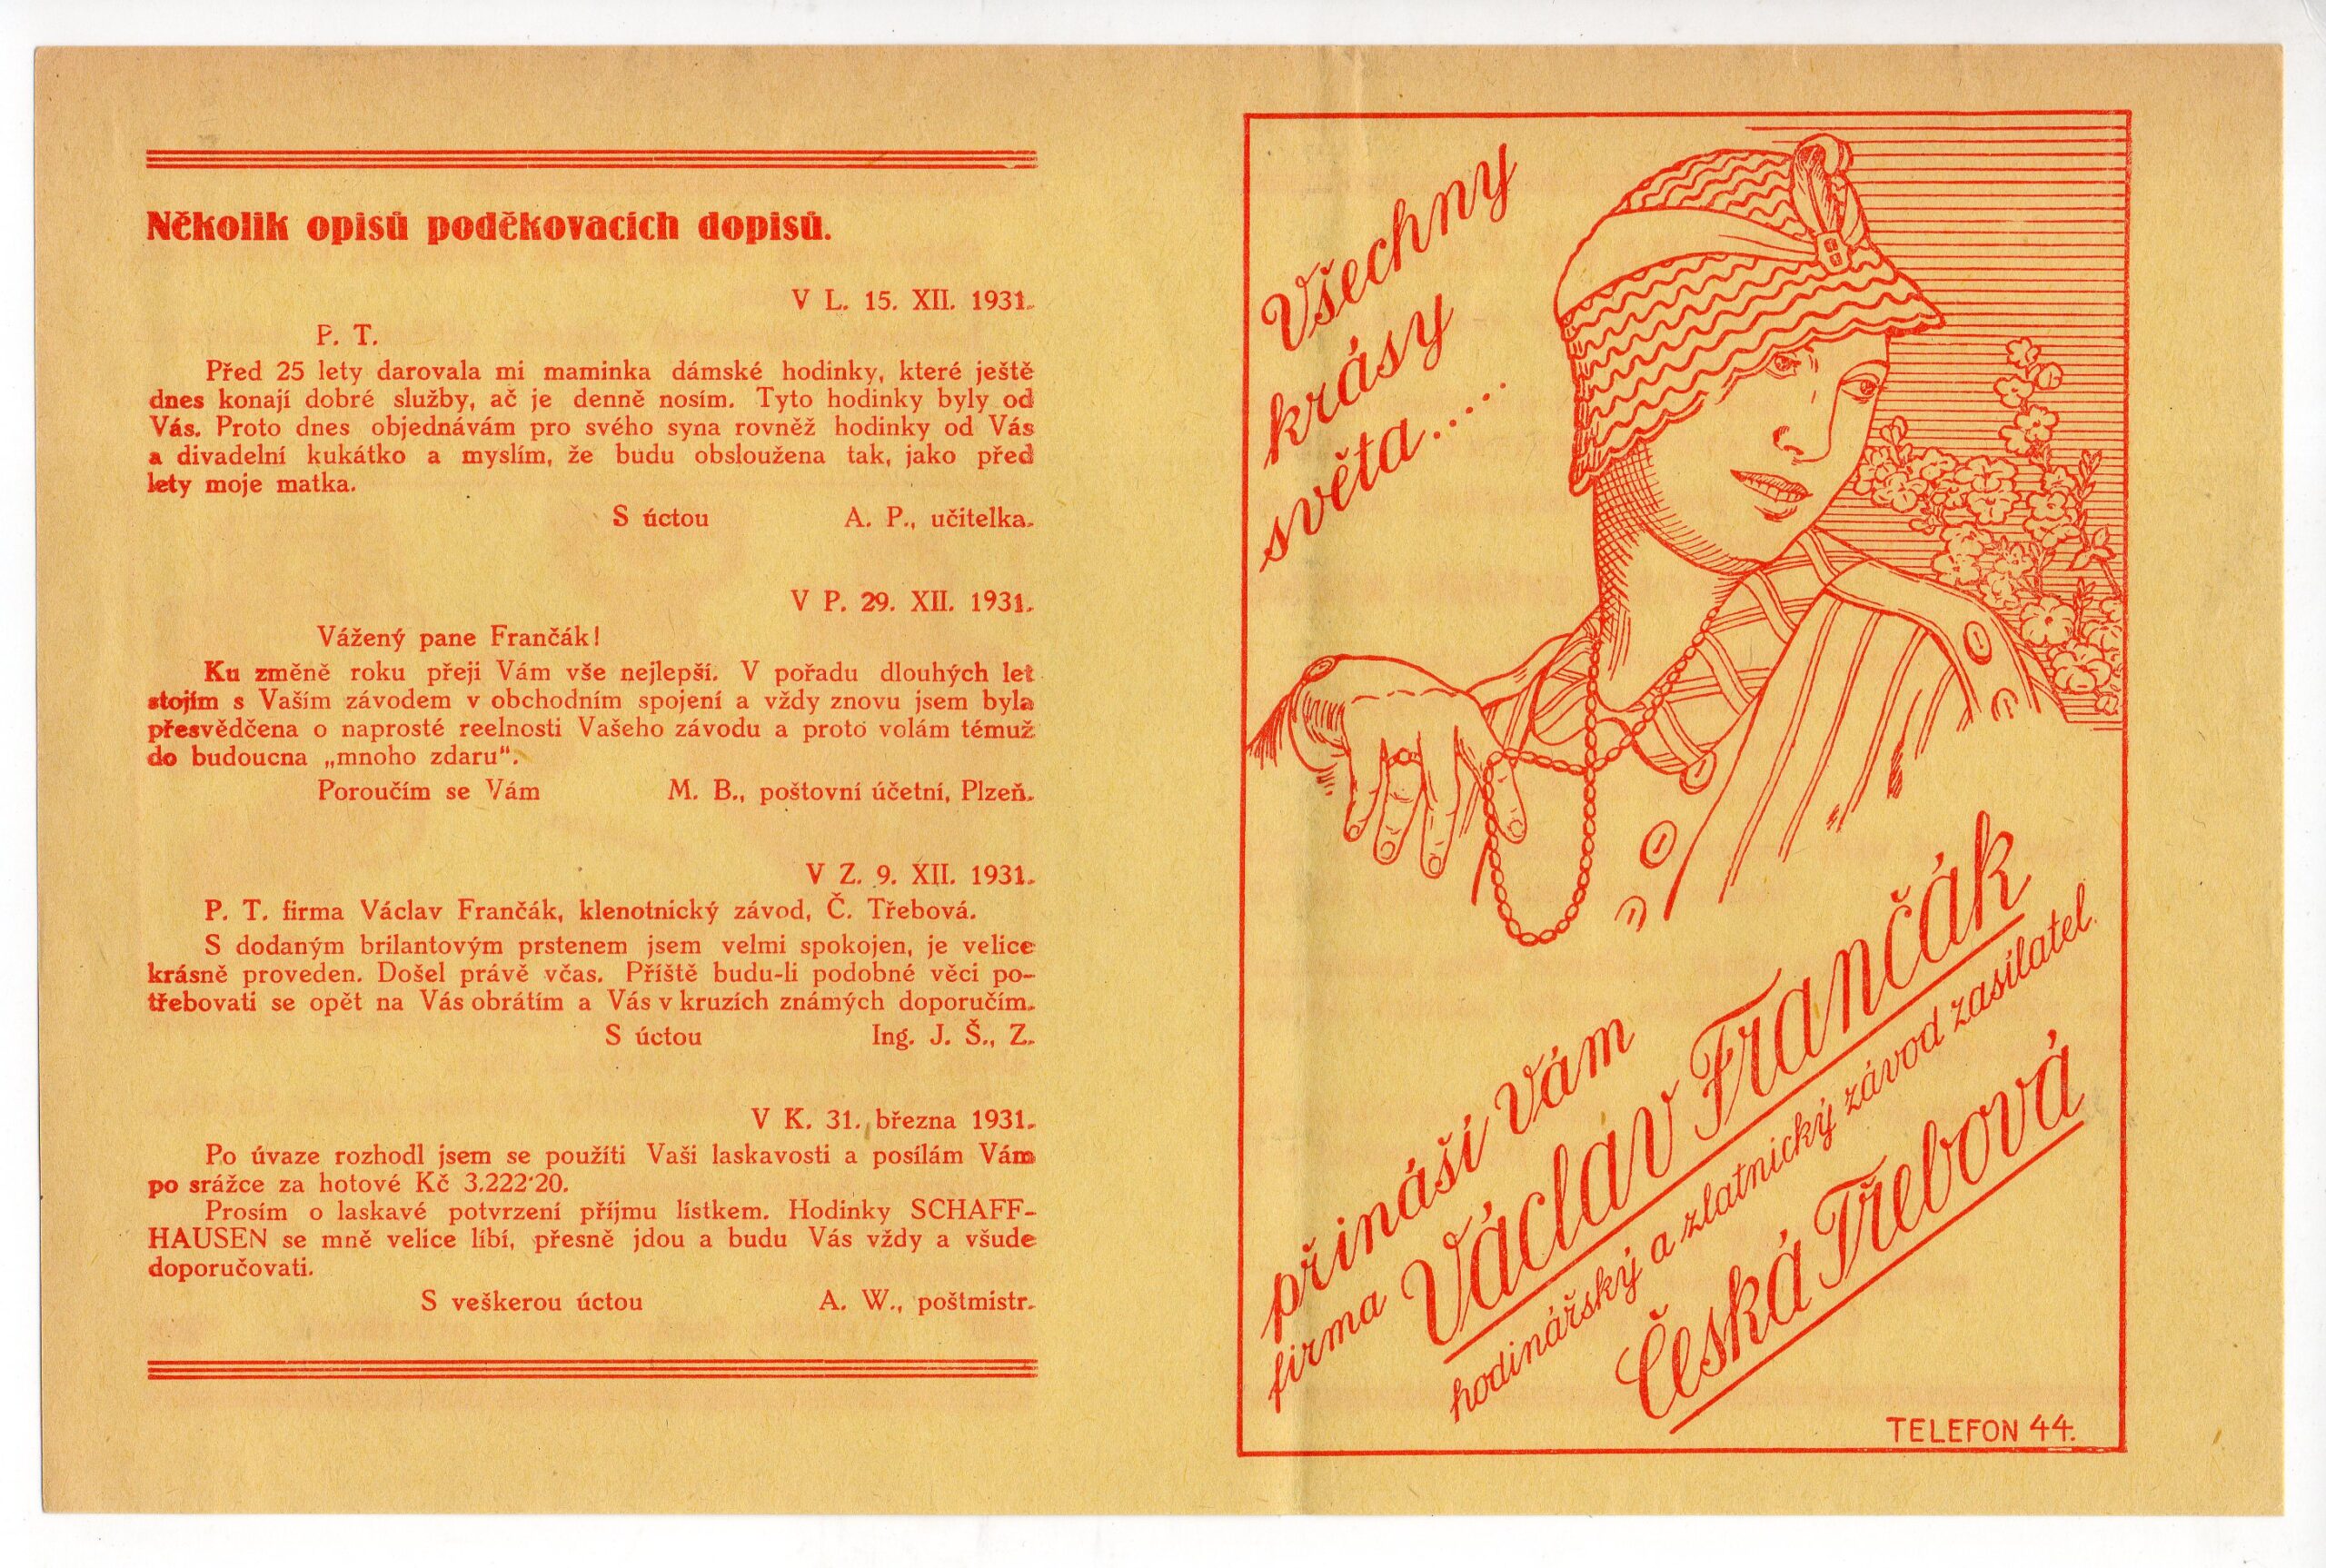 Několik opisů poděkovacích dopisů.
V L. 15. XII. 1931.
P. T.
Před 25 lety darovala mi maminka dámské hodinky, které ještě
dnes konají dobré služby, ač je denně nosím. Tyto hodinky byly od
Vás. Proto dnes objednávám pro svého syna rovněž hodinky od Vás
a divadelní kukátko a myslím, že budu obsloužena tak, jako před
lety moje matka.
S úctou A. P., učitelka.
V P. 29. XII. 1931.
Vážený pane Frančák!
Ku změně roku přeji Vám vše nejlepší. V pořadu dlouhých let
stojím s Vaším závodem v obchodním spojení a vždy znovu jsem byla
přesvědčena o naprosté reelnosti Vašeho závodu a proto volám témuž
do budoucna „mnoho zdaru“.
Poroučím se Vám M. B., poštovní účetní, Plzeň.
V Z. 9. XII. 1931.
P. T. firma Václav Frančák, klenotnický závod, Č. Třebová.
S dodaným brilantovým prstenem jsem velmi spokojen, je velice
krásně proveden. Došel právě včas. Příště budu-li podobné věci po-
třebovati se opět na Vás obrátím a Vás v kruzích známých doporučím.
S úctou Ing. J. Š., Z.
V K. 31. března 1931.
Po úvaze rozhodl jsem se použíti Vaši laskavosti a posílám Vám
po srážce za hotové Kč 3.222·20.
Prosím o laskavé potvrzení příjmu lístkem. Hodinky SCHAFF-
HAUSEN se mně velice líbí, přesně jdou a budu Vás vždy a všude
doporučovati.
S veškerou úctou A. W., poštmistr.
Všechny
krásy
světa....
přináší Vám
firma Václav Frančák
hodinářský a zlatnický závod zasílatel.
Česká Třebová
TELEFON 44.